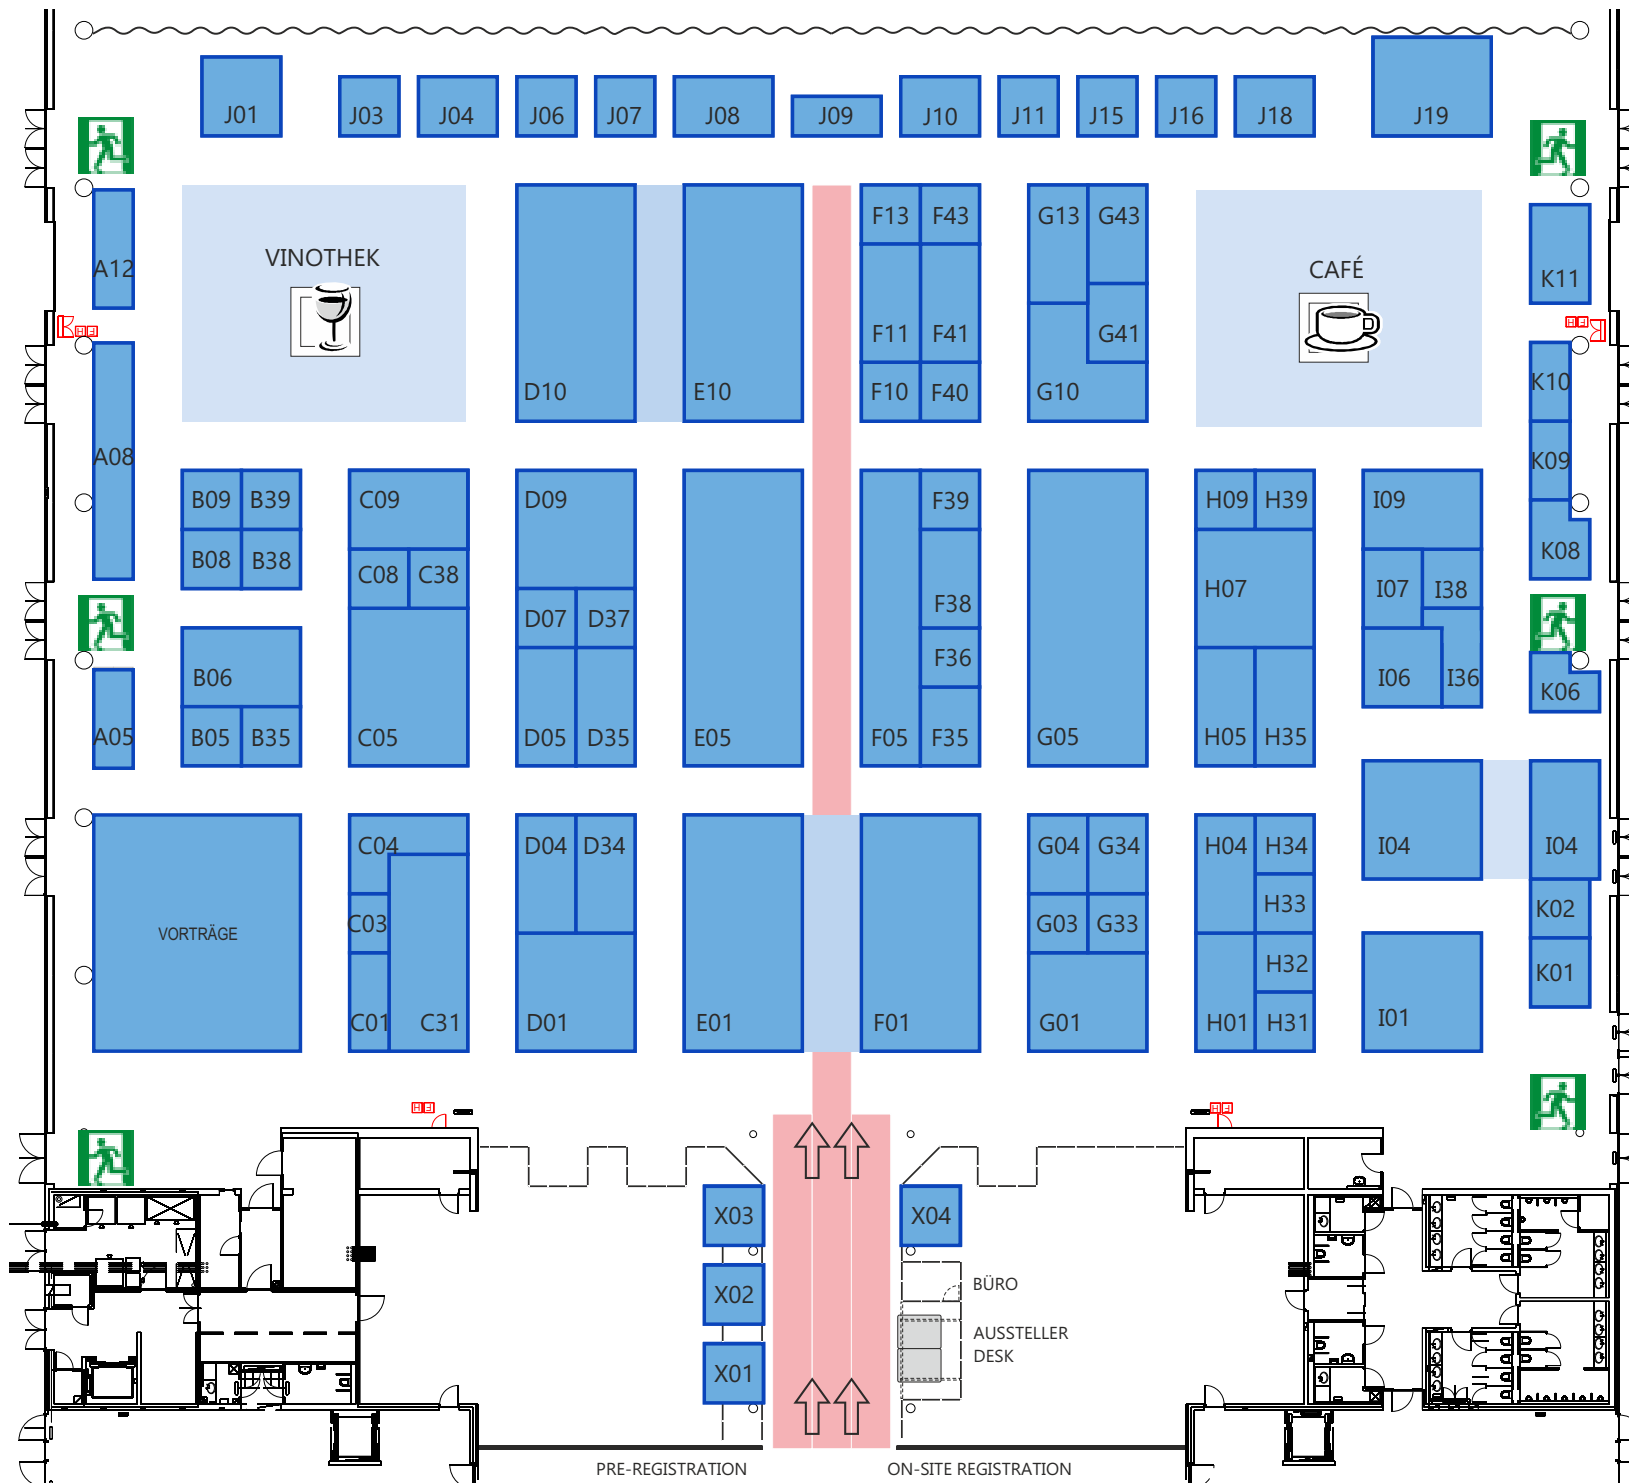 J01
J03
J04
J06
J07
J08
J09
J10
J11
J15
J16
J18
J19
A12
VINOTHEK
F13
F43
G13
G43
CAFÉ
K11
D10
E10
F11
F41
G41
F10
F40
G10
K10
A08
K09
B09
B39
C09
D09
F39
H09
H39
I09
B08
B38
C08
C38
K08
D07
D37
F38
H07
I07
I38
B06
F36
I06
I36
K06
A05
B05
B35
C05
D05
D35
E05
F05
F35
G05
H05
H35
C04
D04
D34
G04
G34
H04
H34
I04
I04
VORTRÄGE
C03
G03
G33
H33
K02
H32
K01
C01
C31
D01
E01
F01
G01
H01
H31
I01
X03
X04
X02
BÜRO
X01
AUSSTELLER
DESK
PRE-REGISTRATION
ON-SITE REGISTRATION